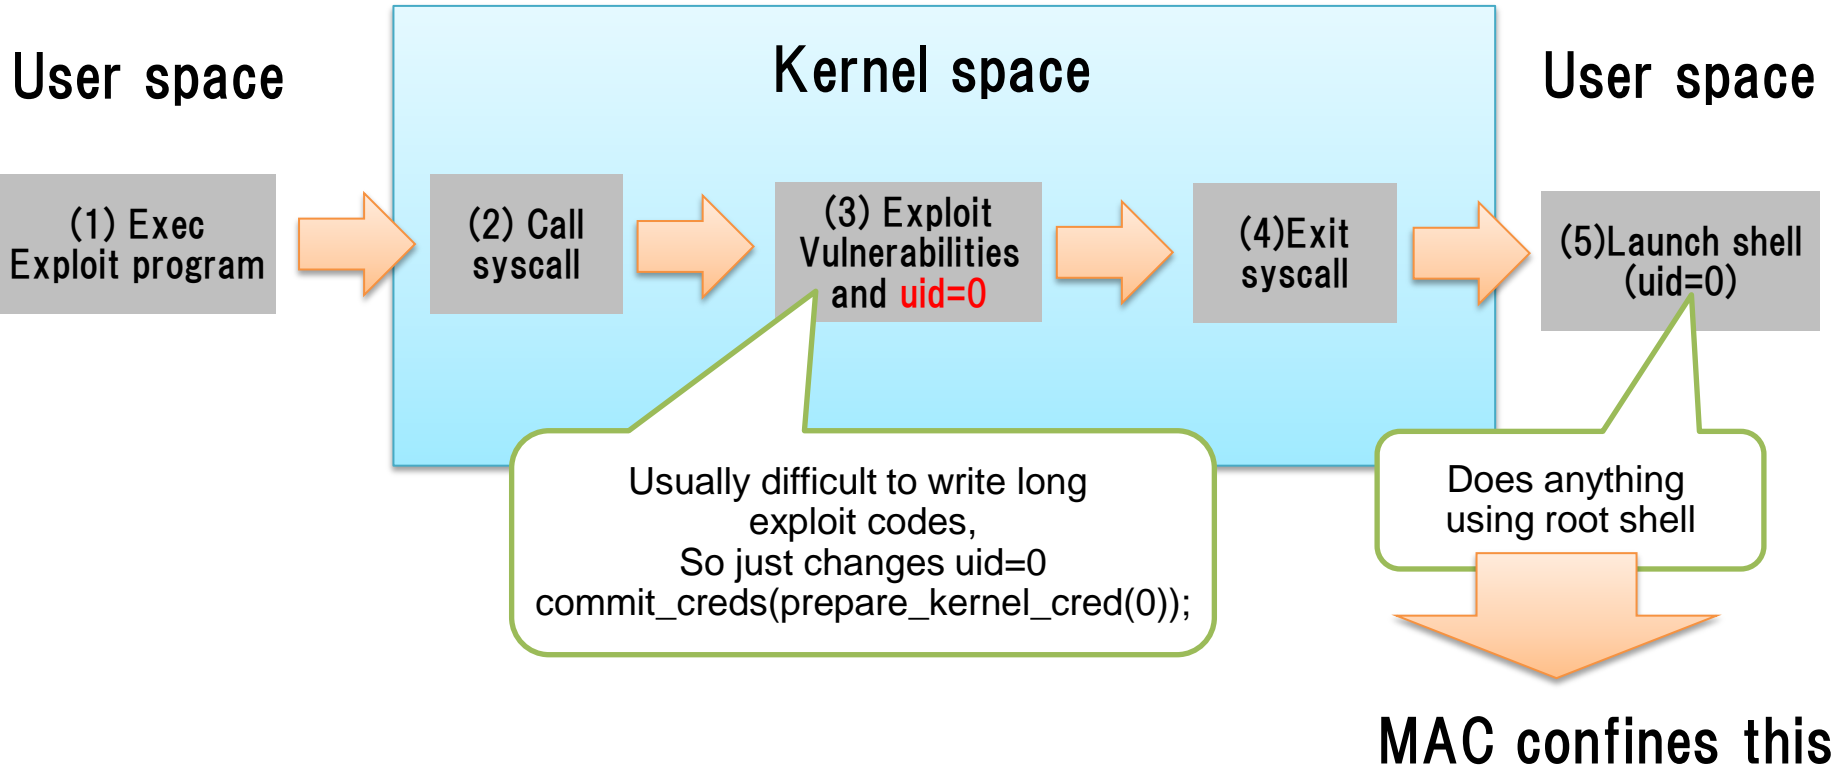 User space
Kernel space
User space
(1) Exec
Exploit program
(2) Call
syscall
(3) Exploit
Vulnerabilities
and uid=0
(4)Exit
syscall
(5)Launch shell
(uid=0)
Usually difficult to write long
exploit codes,
So just changes uid=0
commit_creds(prepare_kernel_cred(0));
Does anything
using root shell
MAC confines this